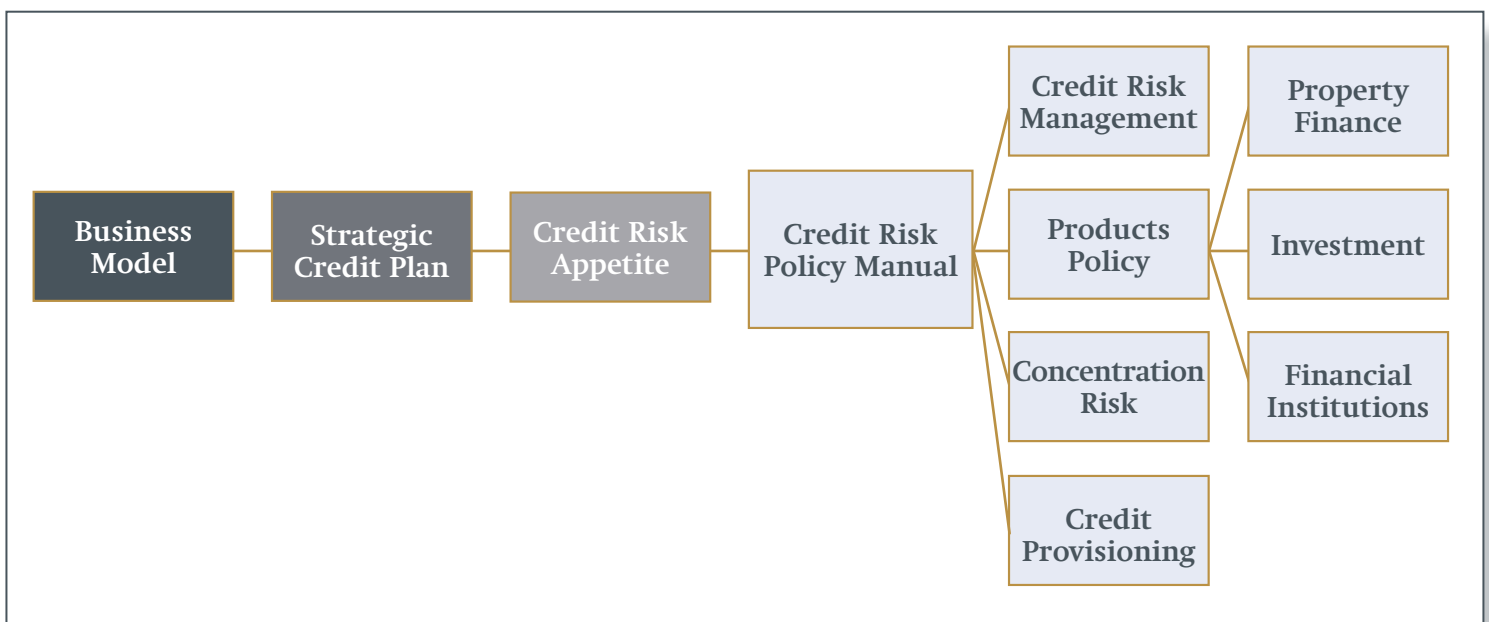 Business
Model
Strategic
Credit Plan
Credit Risk
Appetite
Credit Risk
Policy Manual
Credit Risk
Management
Products
Policy
Concentration
Risk
Credit
Provisioning
Property
Finance
Investment
Financial
Institutions